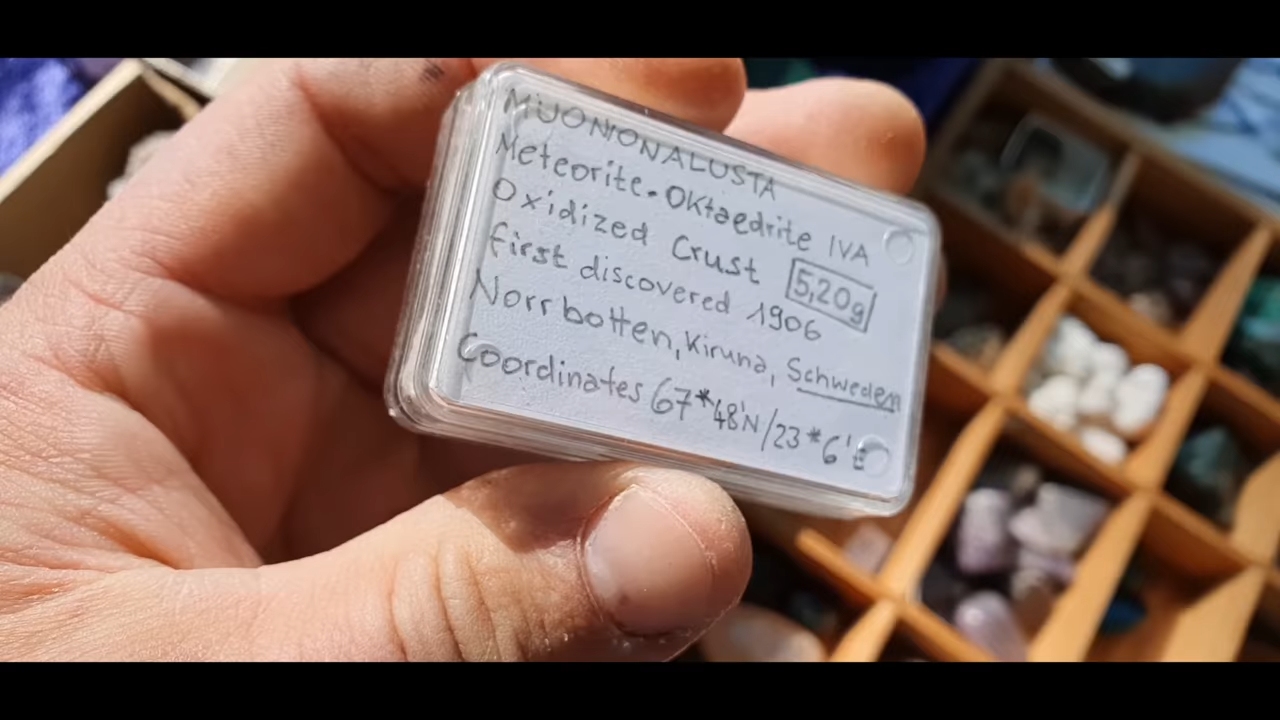 MUONIONALUSTA
Meteorite-Oktaedrite IVA
Oxidized Crust 5,20g
first discovered 1906
Norrbotten, Kiruna, Schweden
Coordinates 67*48'N/23*6'E